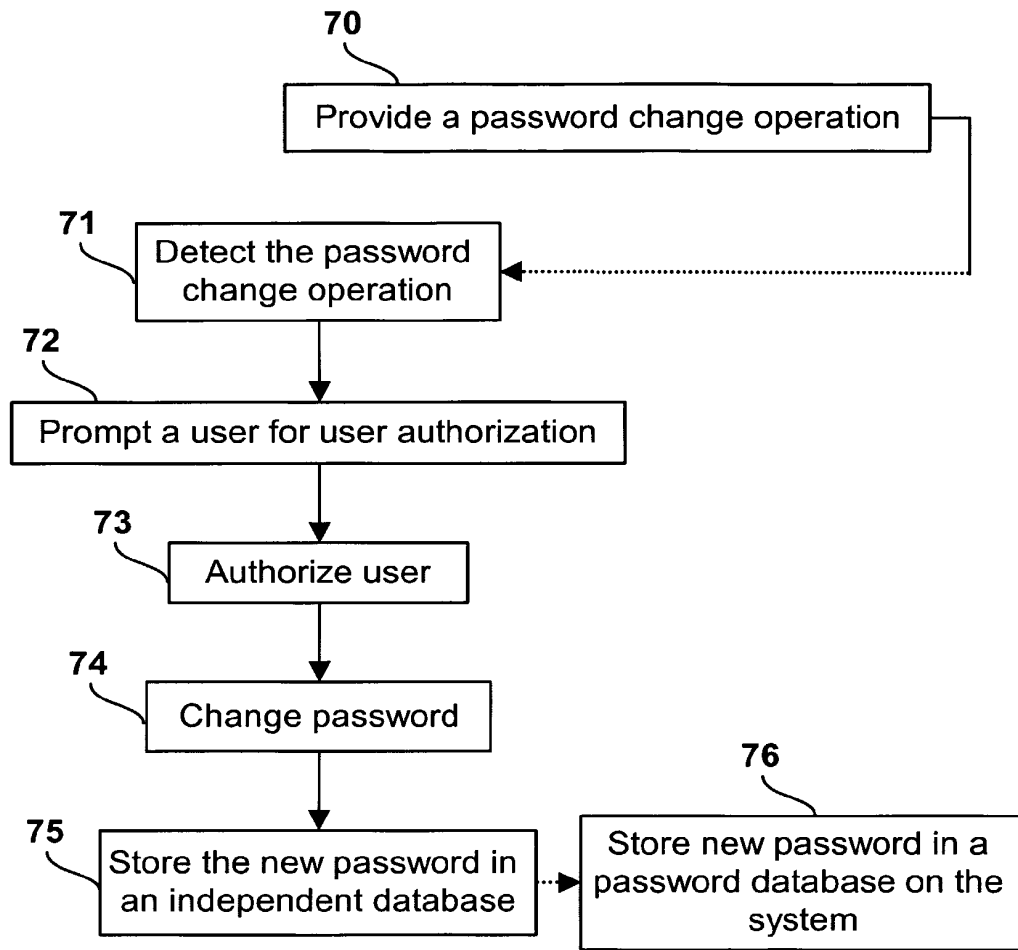 70
Provide a password change operation
71
Detect the password
change operation
72
Prompt a user for user authorization
73
Authorize user
74
Change password
75
Store the new password in
an independent database
76
Store new password in a
password database on the
system